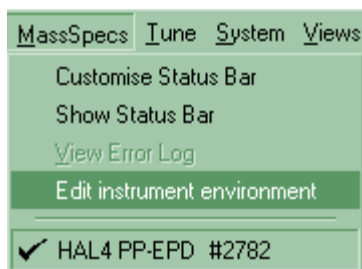 MassSpecs Tune System Views
Customise Status Bar
Show Status Bar
View Error Log
Edit instrument environment
✓ HAL4 PP-EPD #2782